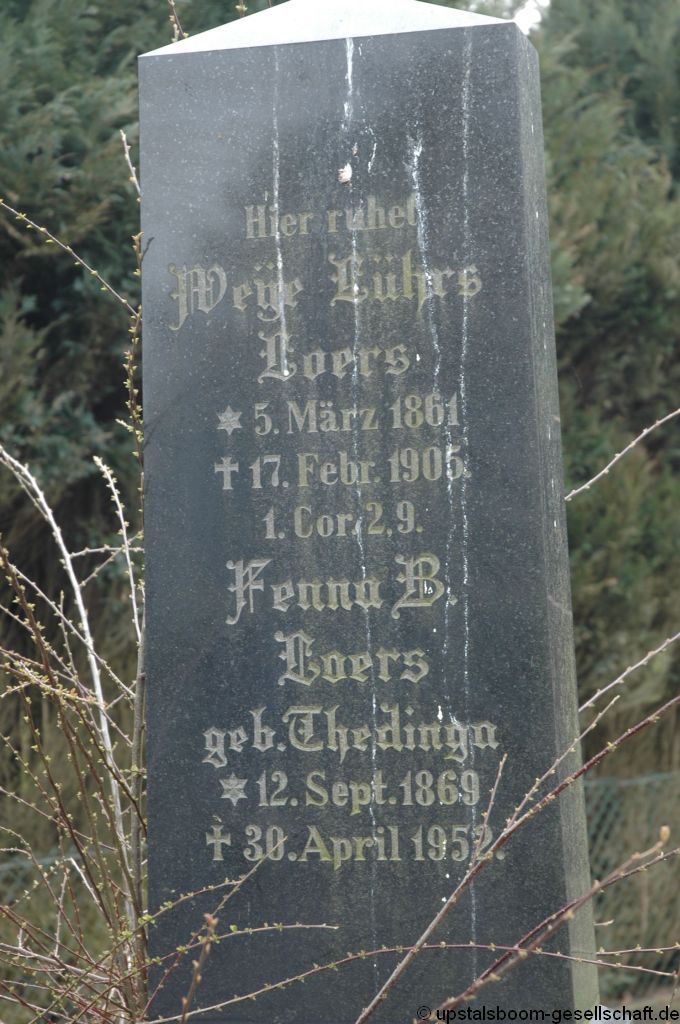 Hier ruhet
Weÿe Lührs
Loers
✡ 5. März 1861
✝ 17. Febr. 1905
1. Cor. 2,9.
Fenna B.
Loers
geb. Thedinga
✡ 12. Sept. 1869
✝ 30. April 1952.
© upstalsboom-gesellschaft.de